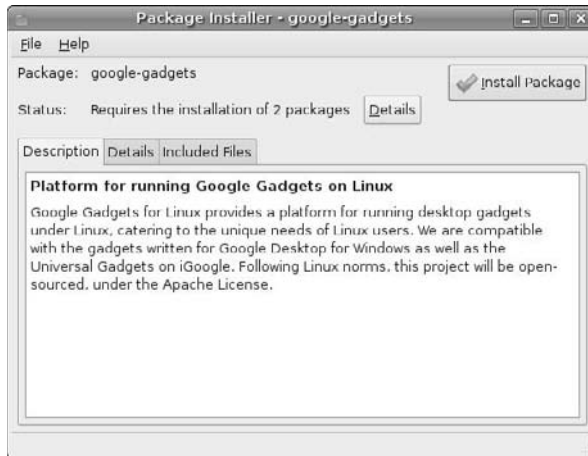 Package Installer - google-gadgets
File Help
Package: google-gadgets
Install Package
Status: Requires the installation of 2 packages Details
Description Details Included Files
Platform for running Google Gadgets on Linux
Google Gadgets for Linux provides a platform for running desktop gadgets
under Linux, catering to the unique needs of Linux users. We are compatible
with the gadgets written for Google Desktop for Windows as well as the
Universal Gadgets on iGoogle. Following Linux norms, this project will be open-
sourced, under the Apache License.